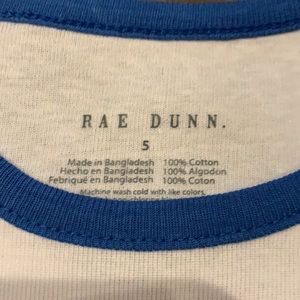 RAE DUNN.
5
Made in Bangladesh 100% Cotton
Hecho en Bangladesh 100% Algodon
Fabriqué en Bangladesh 100% Coton
Machine wash cold with like colors,